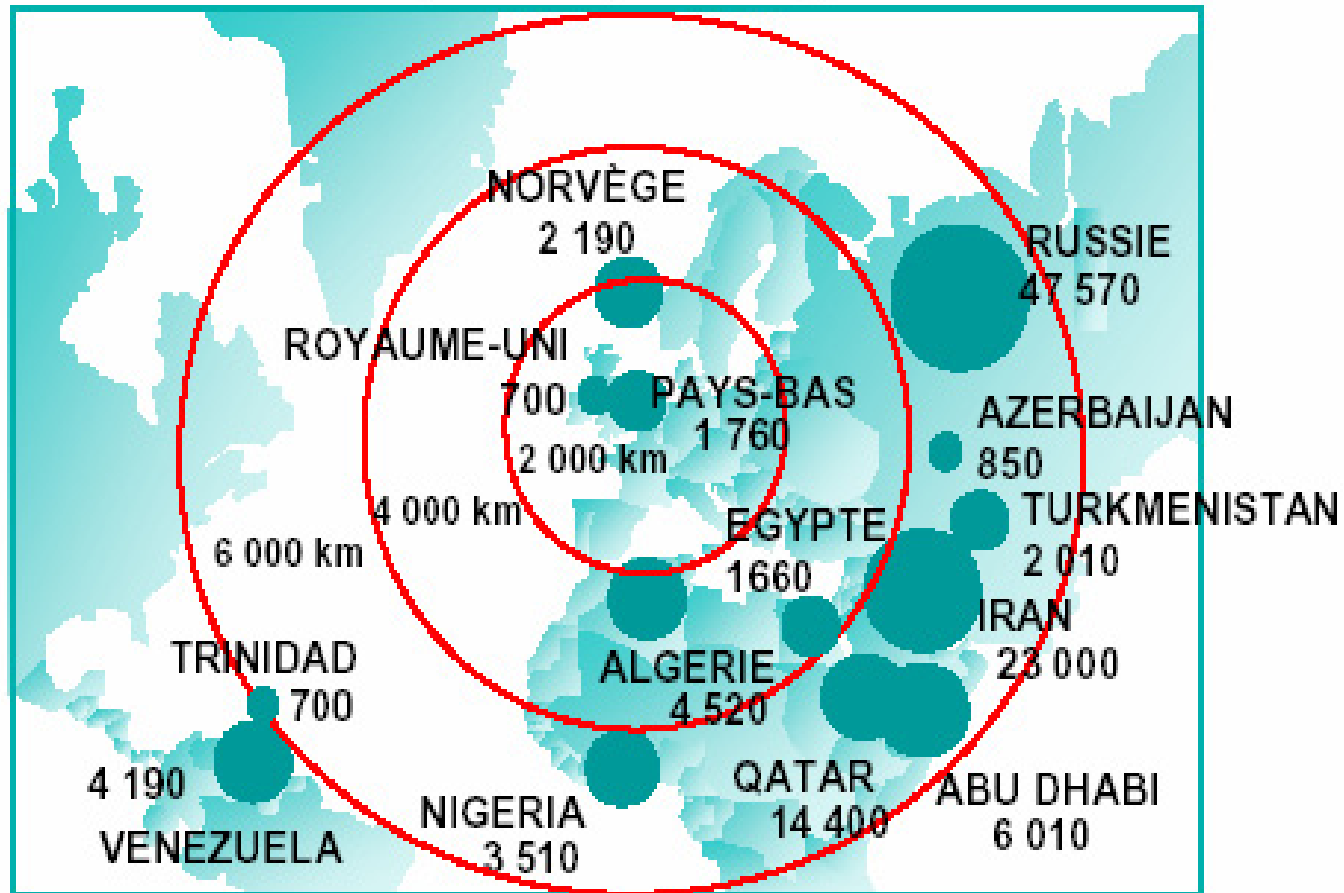 NORVÈGE
2 190
RUSSIE
47 570
ROYAUME-UNI
700
PAYS-BAS
1 760
AZERBAIJAN
850
2 000 km
4 000 km
6 000 km
EGYPTE
1660
TURKMENISTAN
2 010
IRAN
23 000
TRINIDAD
700
ALGERIE
4 520
4 190
VENEZUELA
NIGERIA
3 510
QATAR
14 400
ABU DHABI
6 010